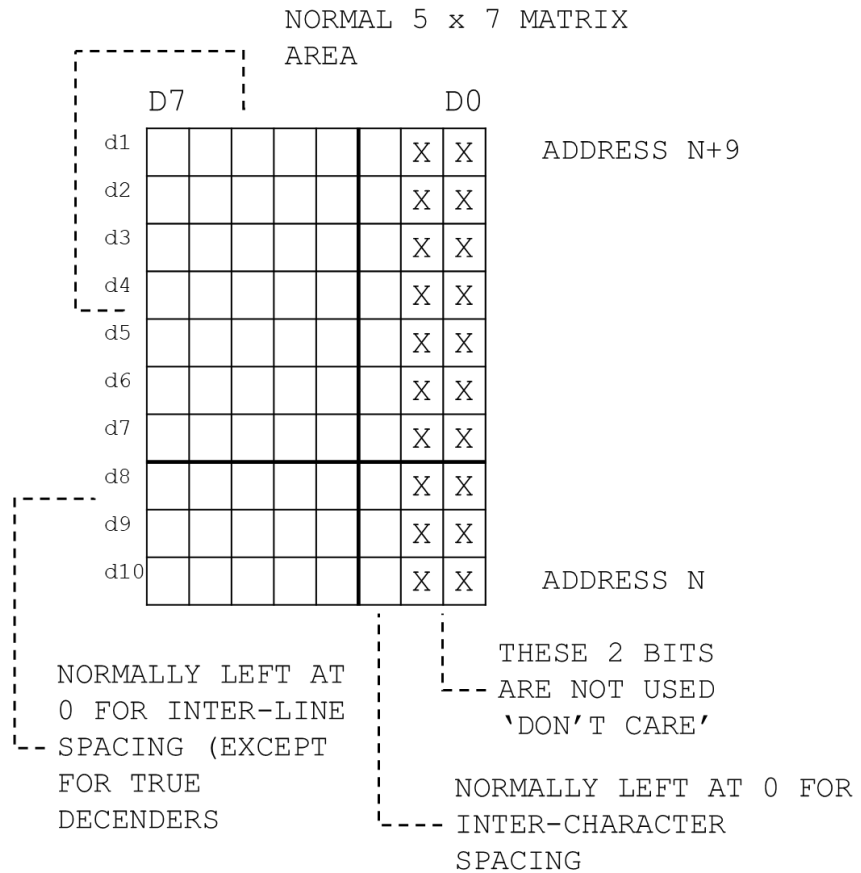 NORMAL 5 x 7 MATRIX
AREA
D7 D0
d1 X X ADDRESS N+9
d2 X X
d3 X X
d4 X X
d5 X X
d6 X X
d7 X X
d8 X X
d9 X X
d10 X X ADDRESS N
THESE 2 BITS
ARE NOT USED
‘DON’T CARE’
NORMALLY LEFT AT
0 FOR INTER-LINE
SPACING (EXCEPT
FOR TRUE
DECENDERS
NORMALLY LEFT AT 0 FOR
INTER-CHARACTER
SPACING